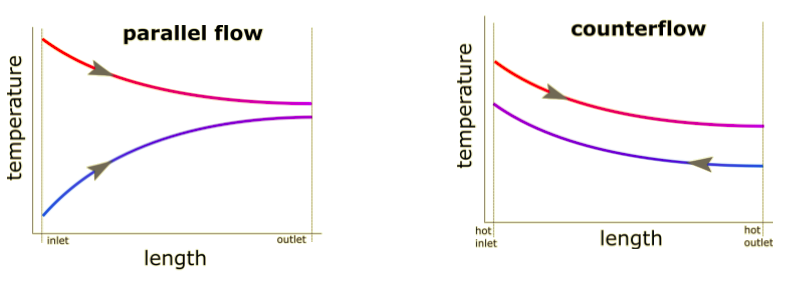 parallel flow
temperature
inlet
outlet
length
counterflow
temperature
hot
inlet
hot
outlet
length